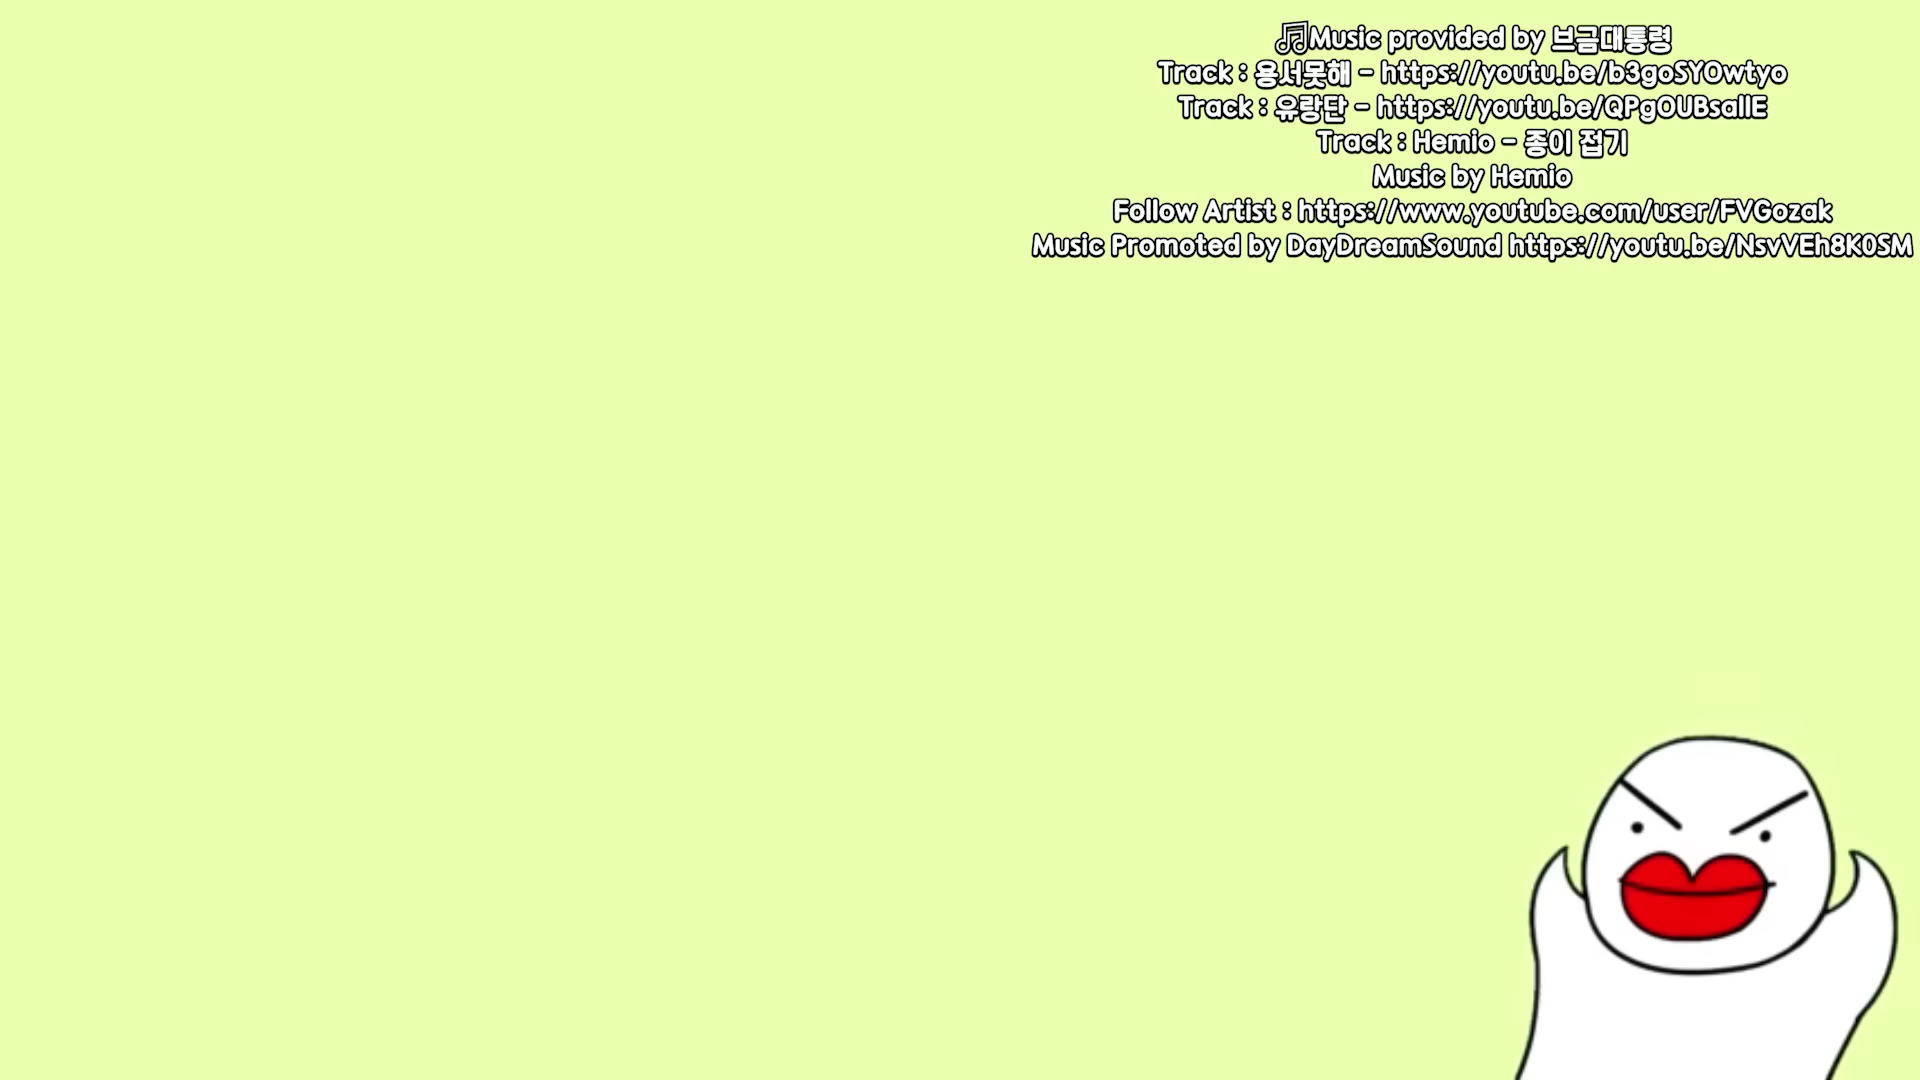 🎵Music provided by 브금대통령
Track : 용서못해 - https://youtu.be/b3goSYOwtyo
Track : 유랑단 - https://youtu.be/QPgOUBsallE
Track : Hemio - 종이 접기
Music by Hemio
Follow Artist : https://www.youtube.com/user/FVGozak
Music Promoted by DayDreamSound https://youtu.be/NsvVEh8K0SM